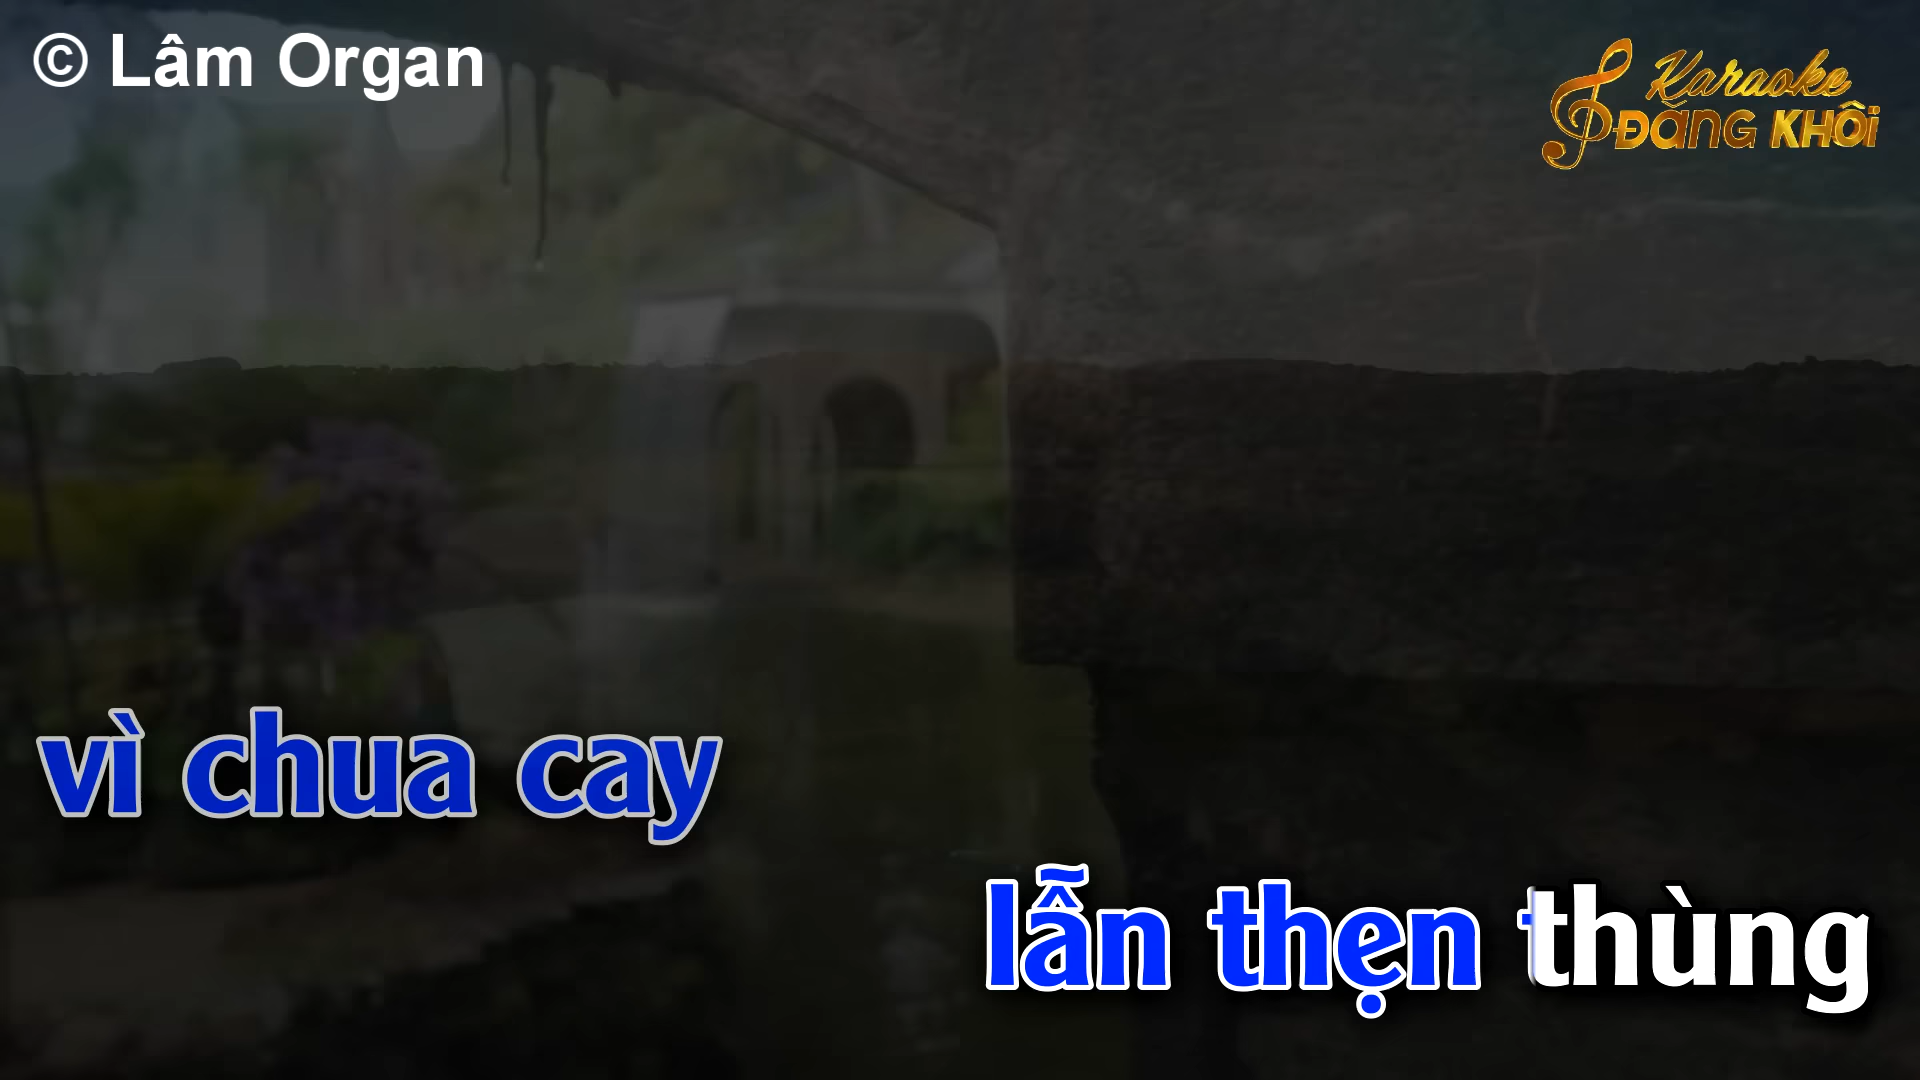 © Lâm Organ
Karaoke
ĐĂNG KHÔI
vì chua cay
lẫn thẹn thùng